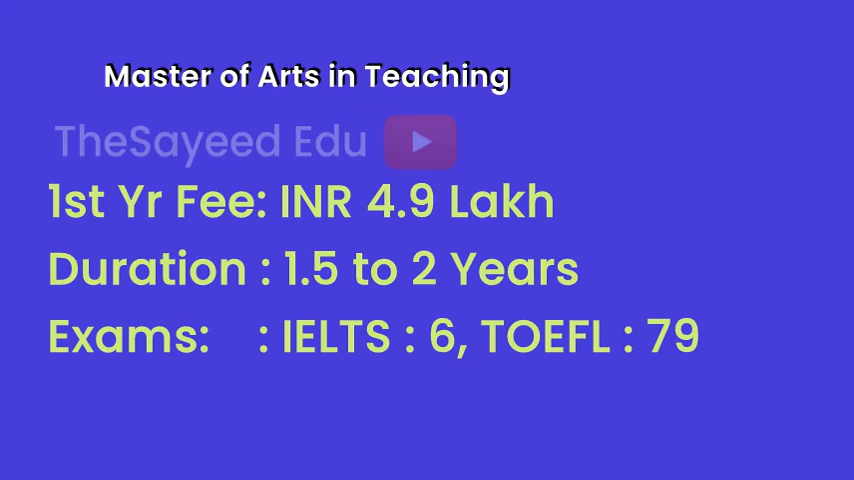 Master of Arts in Teaching
TheSayeed Edu
1st Yr Fee: INR 4.9 Lakh
Duration : 1.5 to 2 Years
Exams: : IELTS : 6, TOEFL : 79